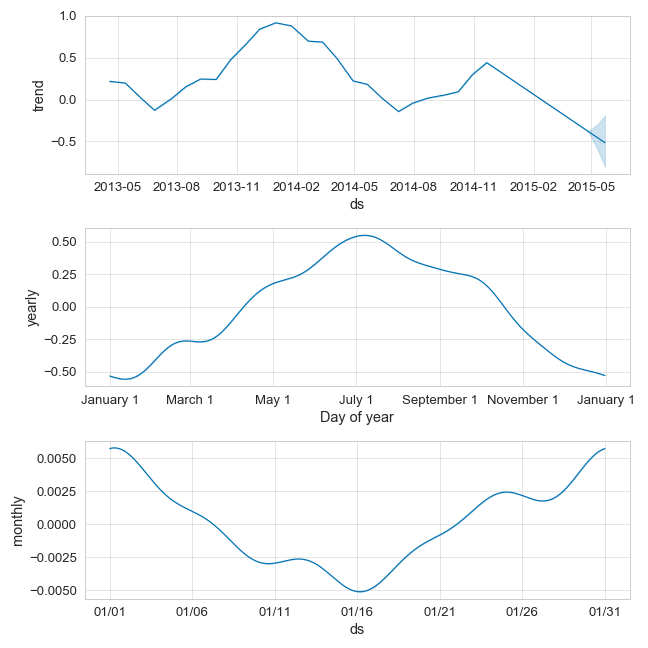 1.0
0.5
0.0
−0.5
trend
2013-05 2013-08 2013-11 2014-02 2014-05 2014-08 2014-11 2015-02 2015-05
ds
0.50
0.25
0.00
−0.25
−0.50
yearly
January 1 March 1 May 1 July 1 September 1 November 1 January 1
Day of year
0.0050
0.0025
0.0000
−0.0025
−0.0050
monthly
01/01 01/06 01/11 01/16 01/21 01/26 01/31
ds